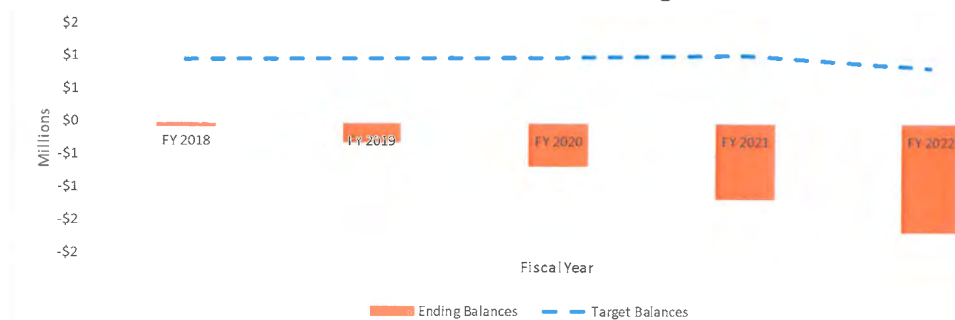 $2
$1
$1
$0
-$1
-$1
-$2
-$2
Millions
FY 2018
FY 2019
FY 2020
FY 2021
FY 2022
Fiscal Year
Ending Balances
Target Balances